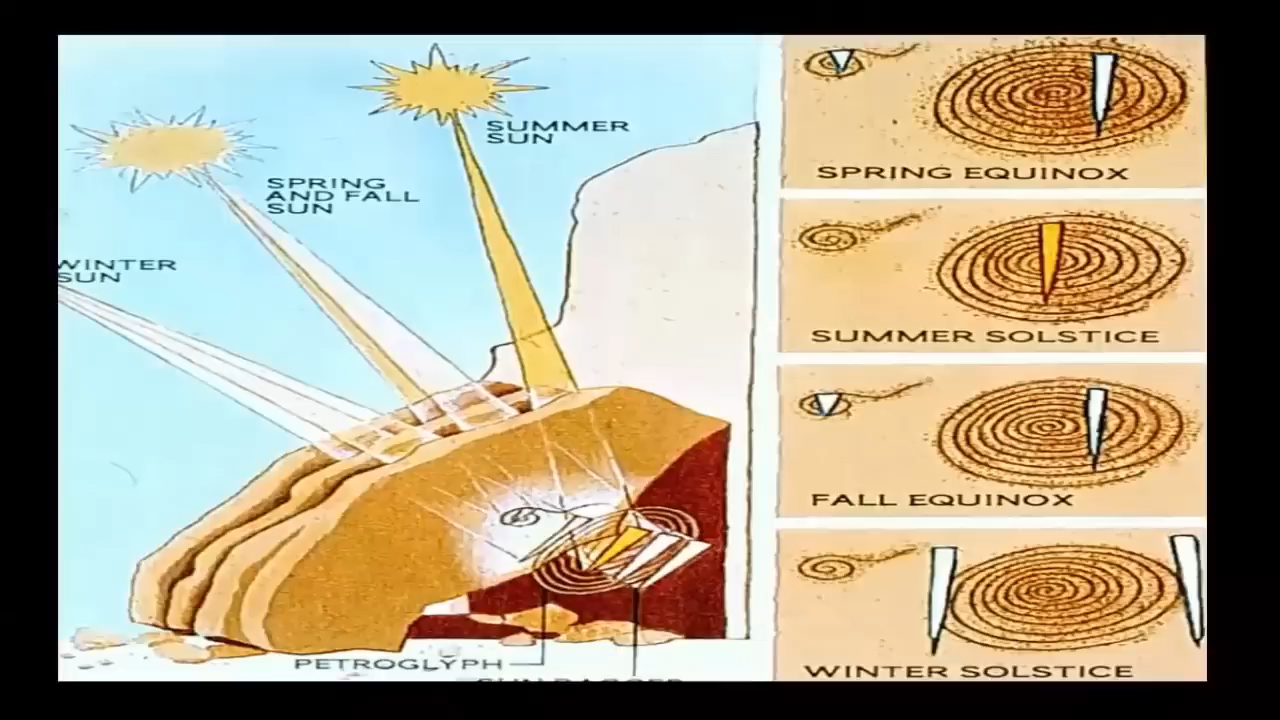 SUMMER
SUN
SPRING
AND FALL
SUN
WINTER
SUN
PETROGLYPH
SPRING EQUINOX
SUMMER SOLSTICE
FALL EQUINOX
WINTER SOLSTICE